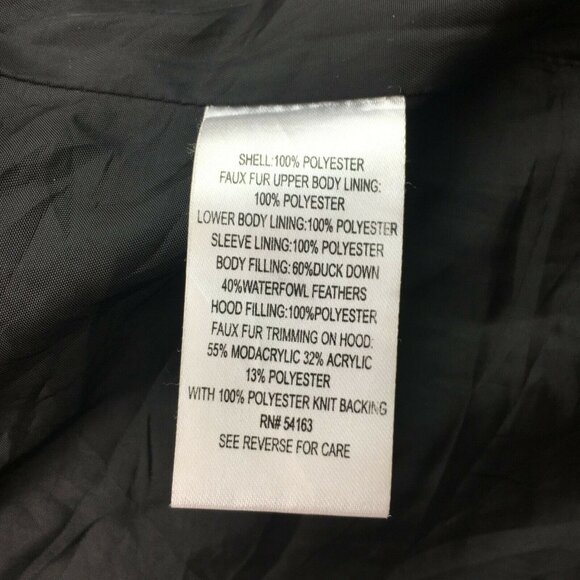 SHELL:100% POLYESTER
FAUX FUR UPPER BODY LINING:
100% POLYESTER
LOWER BODY LINING:100% POLYESTER
SLEEVE LINING:100% POLYESTER
BODY FILLING:60%DUCK DOWN
40%WATERFOWL FEATHERS
HOOD FILLING:100%POLYESTER
FAUX FUR TRIMMING ON HOOD:
55% MODACRYLIC 32% ACRYLIC
13% POLYESTER
WITH 100% POLYESTER KNIT BACKING
RN# 54163
SEE REVERSE FOR CARE